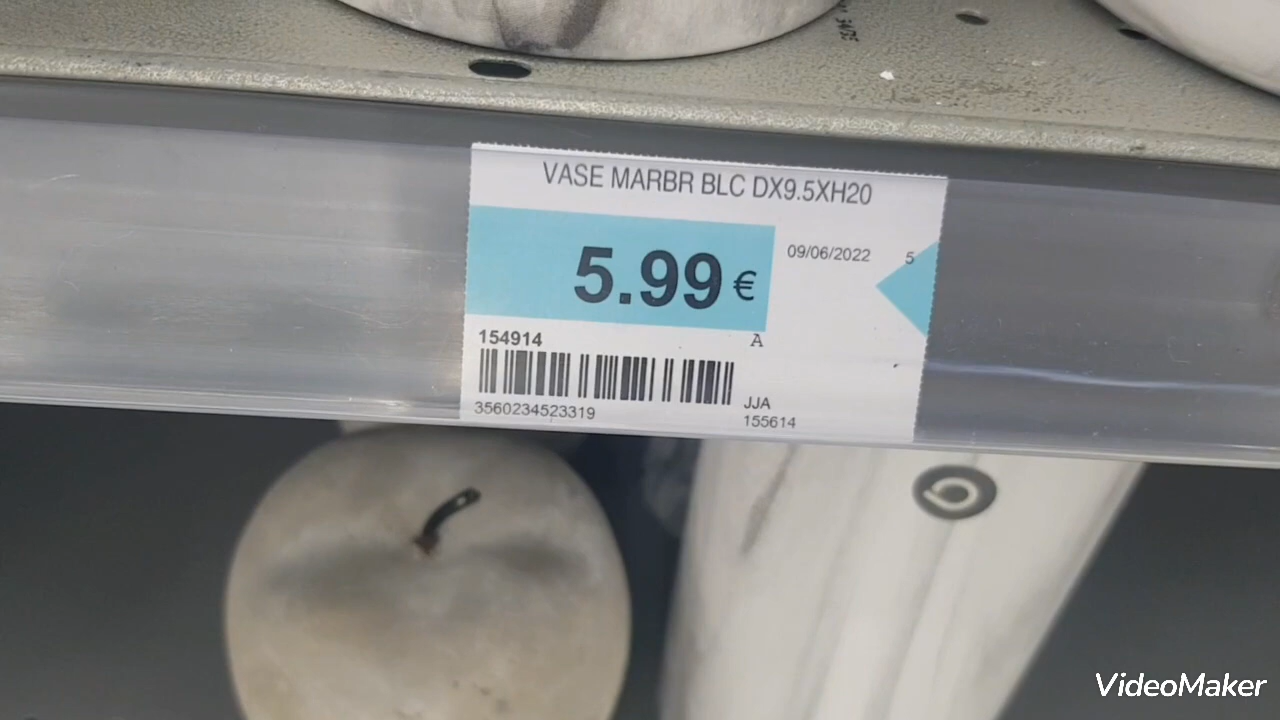 VASE MARBR BLC DX9.5XH20
5.99€
09/06/2022
5
154914
A
3560234523319
JJA
155614
VideoMaker